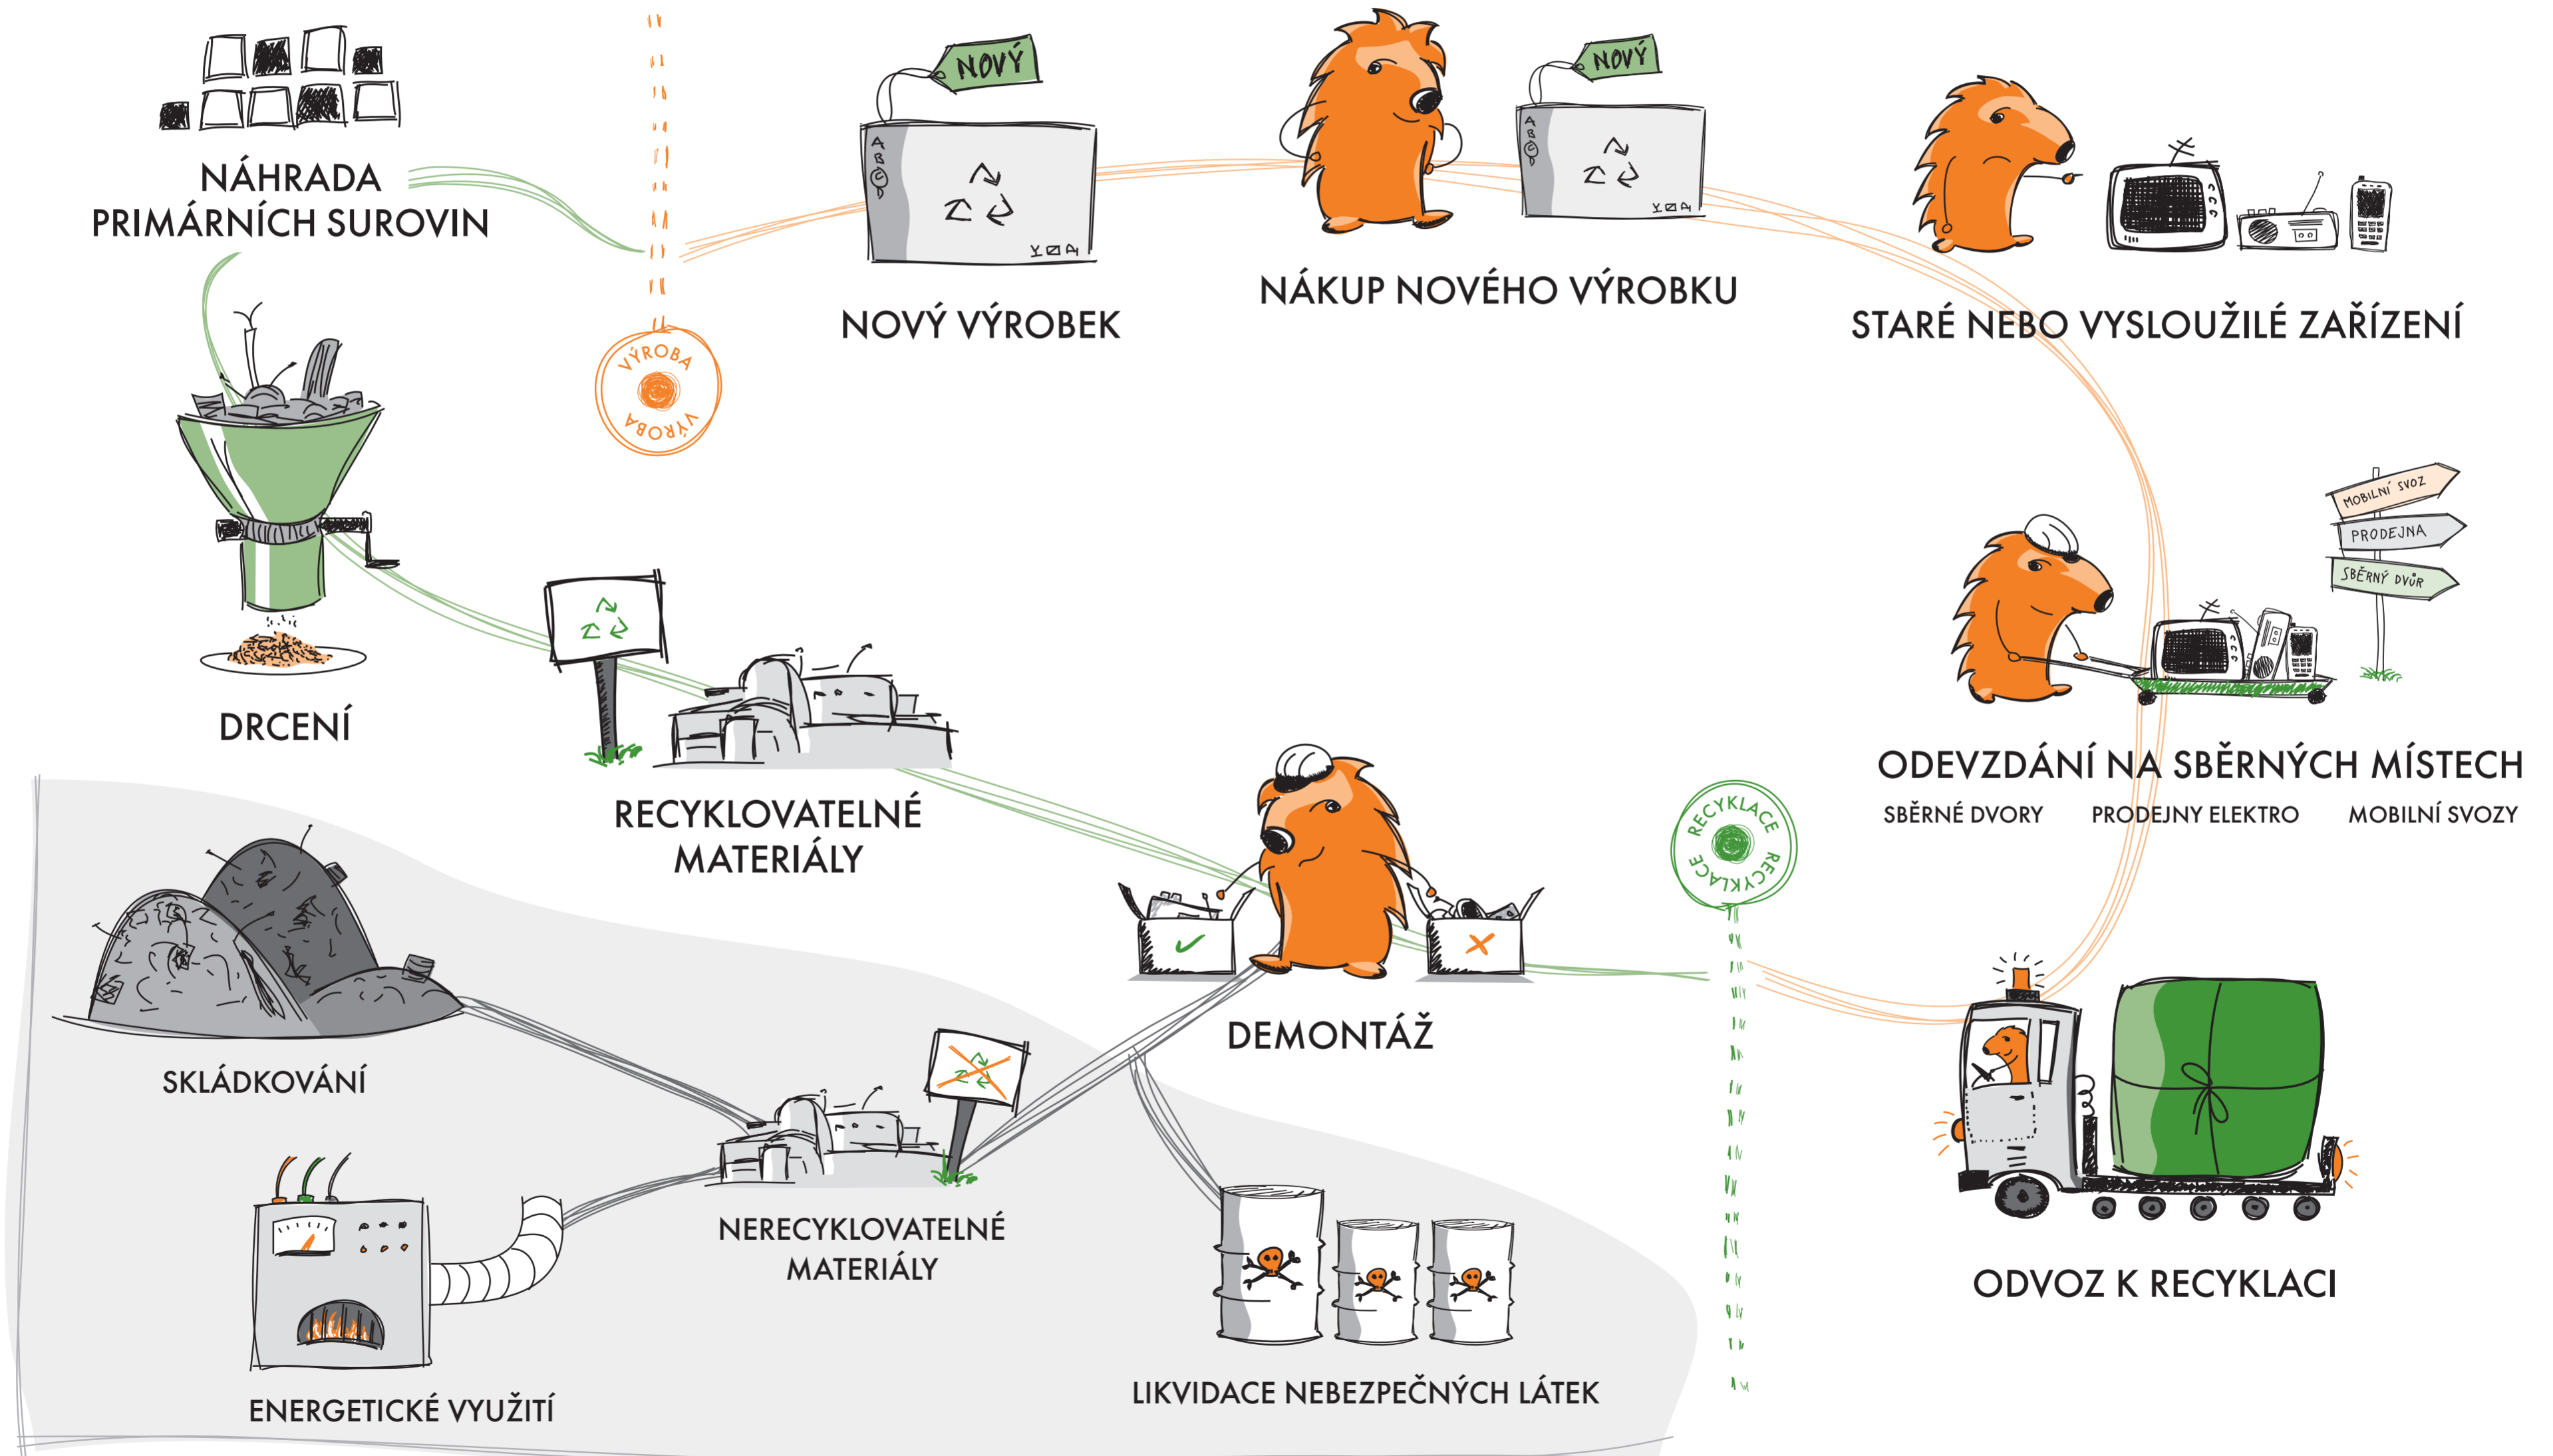 NÁHRADA
PRIMÁRNÍCH SUROVIN
VÝROBA
VÝROBA
NOVÝ
A
B
C
D
NOVÝ VÝROBEK
NOVÝ
A
B
C
D
NÁKUP NOVÉHO VÝROBKU
STARÉ NEBO VYSLOUŽILÉ ZAŘÍZENÍ
MOBILNÍ SVOZ
PRODEJNA
SBĚRNÝ DVŮR
ODEVZDÁNÍ NA SBĚRNÝCH MÍSTECH
SBĚRNÉ DVORY PRODEJNY ELEKTRO MOBILNÍ SVOZY
DRCENÍ
RECYKLOVATELNÉ
MATERIÁLY
RECYKLACE
RECYKLACE
DEMONTÁŽ
SKLÁDKOVÁNÍ
NERECYKLOVATELNÉ
MATERIÁLY
ODVOZ K RECYKLACI
LIKVIDACE NEBEZPEČNÝCH LÁTEK
ENERGETICKÉ VYUŽITÍ